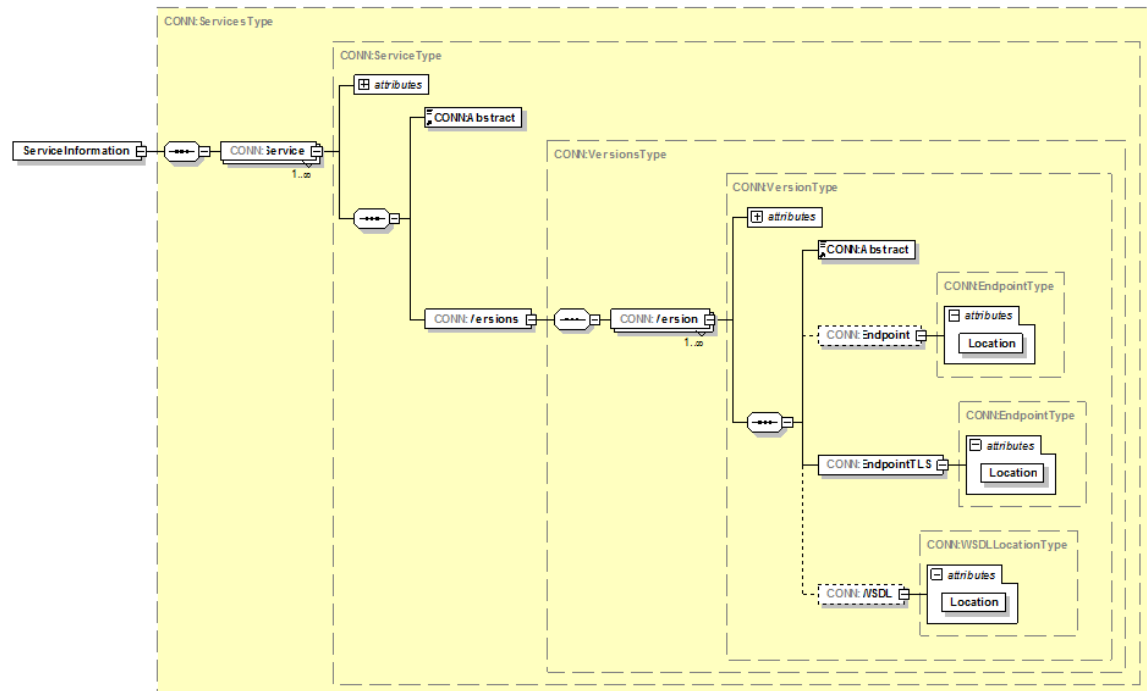 CONN:ServicesType
CONN:ServiceType
attributes
CONN:Abstract
ServiceInformation
CONN:Service
1..∞
CONN:VersionsType
CONN:VersionType
attributes
CONN:Abstract
CONN:EndpointType
attributes
Location
CONN:Endpoint
CONN:Versions
CONN:Version
1..∞
CONN:EndpointType
attributes
Location
CONN:EndpointTLS
CONN:WSDLLocationType
attributes
Location
CONN:WSDL